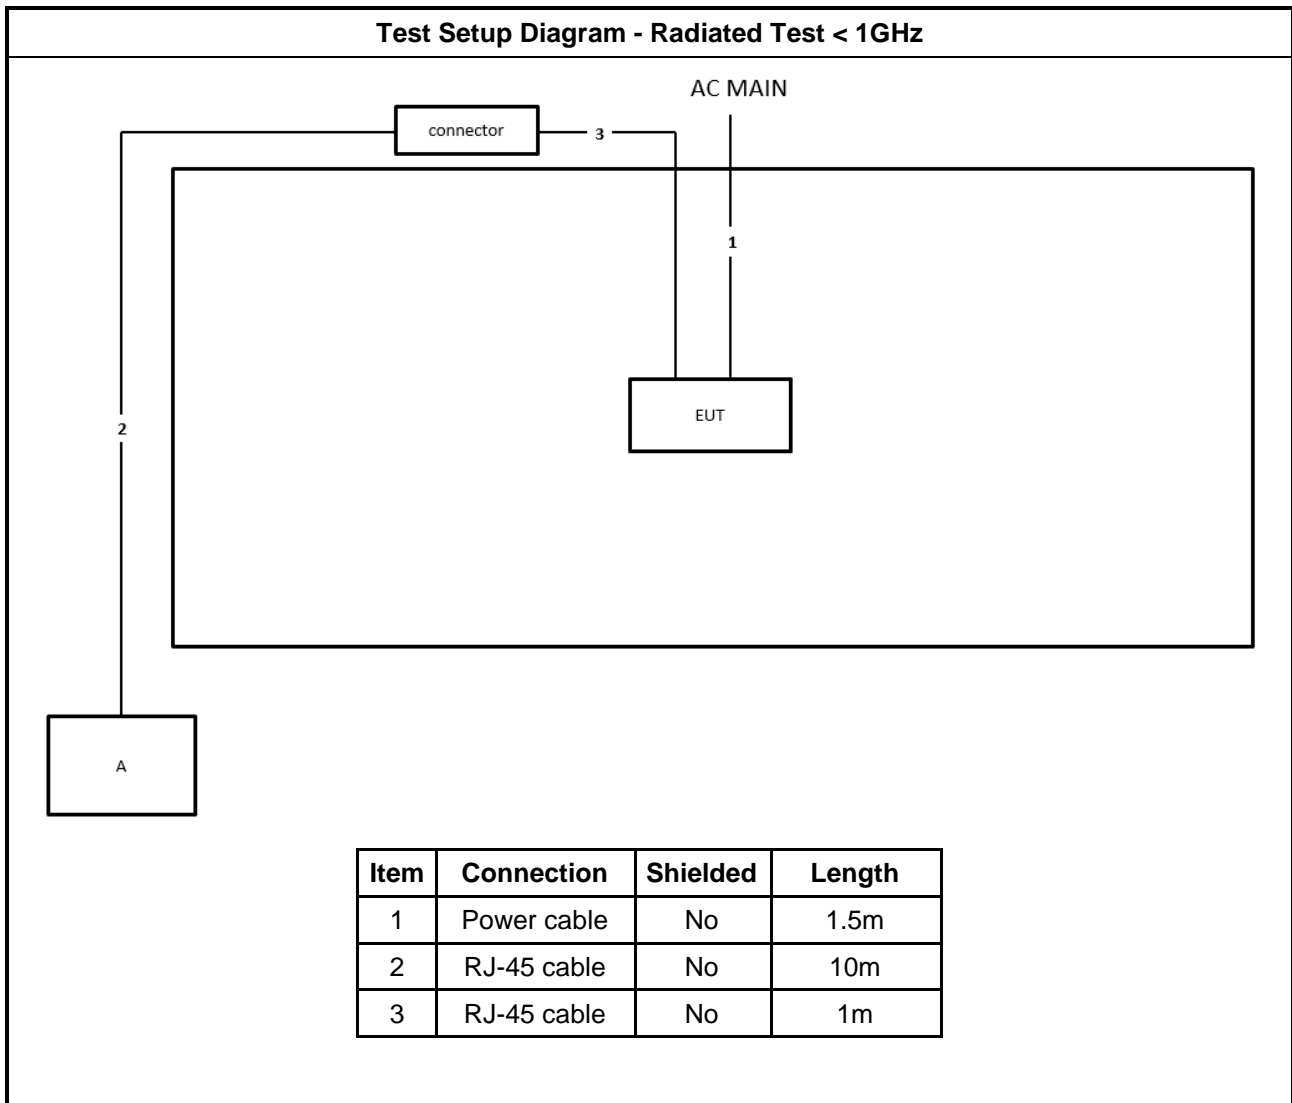 Test Setup Diagram - Radiated Test < 1GHz
AC MAIN
connector
3
1
EUT
2
A
Item Connection Shielded Length
1 Power cable No 1.5m
2 RJ-45 cable No 10m
3 RJ-45 cable No 1m